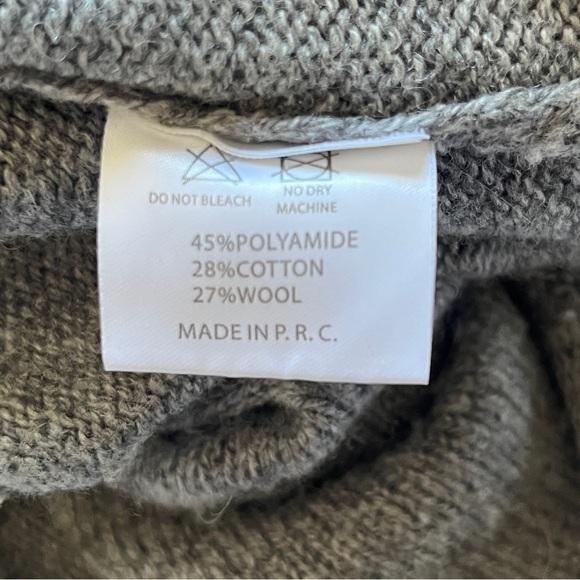 DO NOT BLEACH
NO DRY
MACHINE
45%POLYAMIDE
28%COTTON
27%WOOL
MADE IN P. R. C.